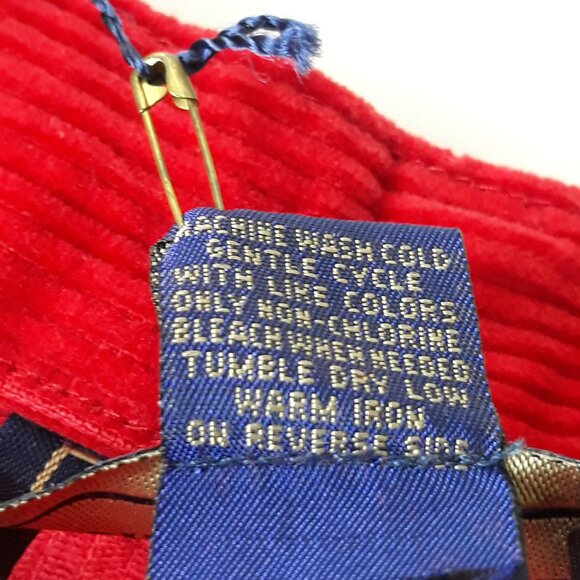 MACHINE WASH COLD
GENTLE CYCLE
WITH LIKE COLORS
ONLY NON-CHLORINE
BLEACH WHEN NEEDED
TUMBLE DRY LOW
WARM IRON
ON REVERSE SIDE